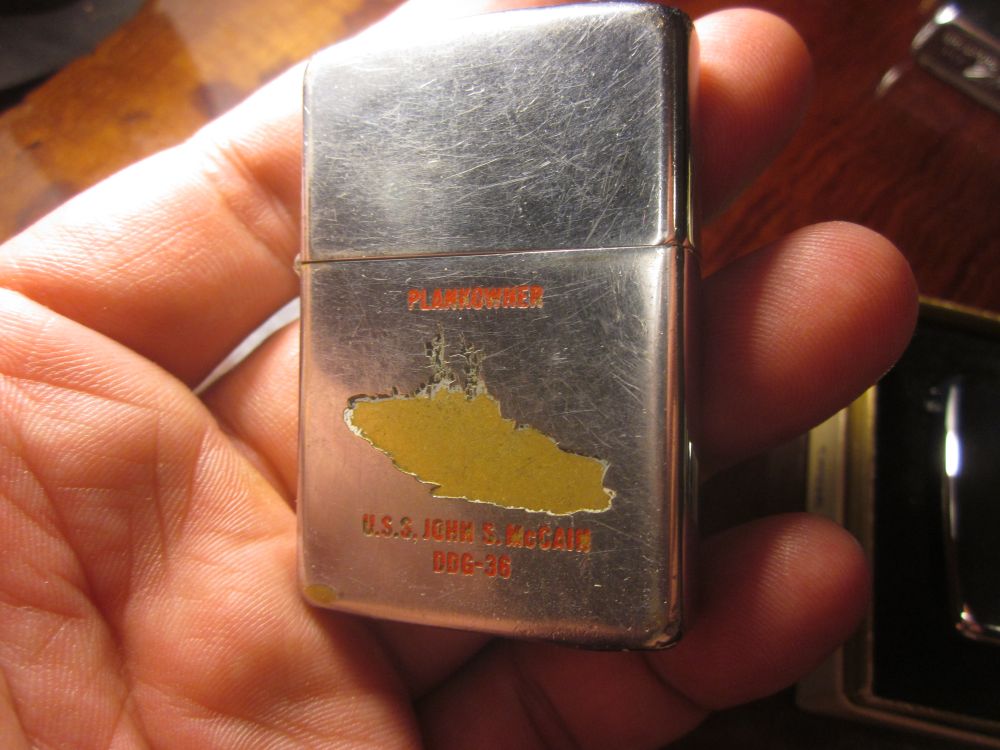 PLANKOWNER
U.S.S. JOHN S. McCAIN
DDG-36